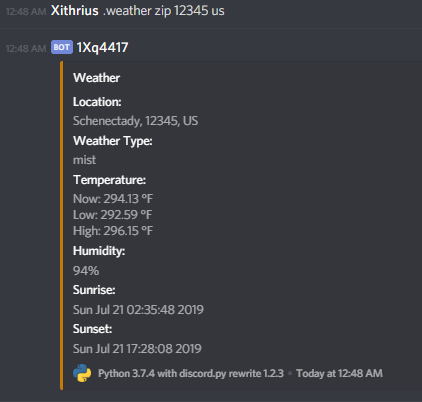 12:48 AM Xithrius .weather zip 12345 us
12:48 AM BOT 1Xq4417
Weather
Location:
Schenectady, 12345, US
Weather Type:
mist
Temperature:
Now: 294.13 °F
Low: 292.59 °F
High: 296.15 °F
Humidity:
94%
Sunrise:
Sun Jul 21 02:35:48 2019
Sunset:
Sun Jul 21 17:28:08 2019
Python 3.7.4 with discord.py rewrite 1.2.3 • Today at 12:48 AM